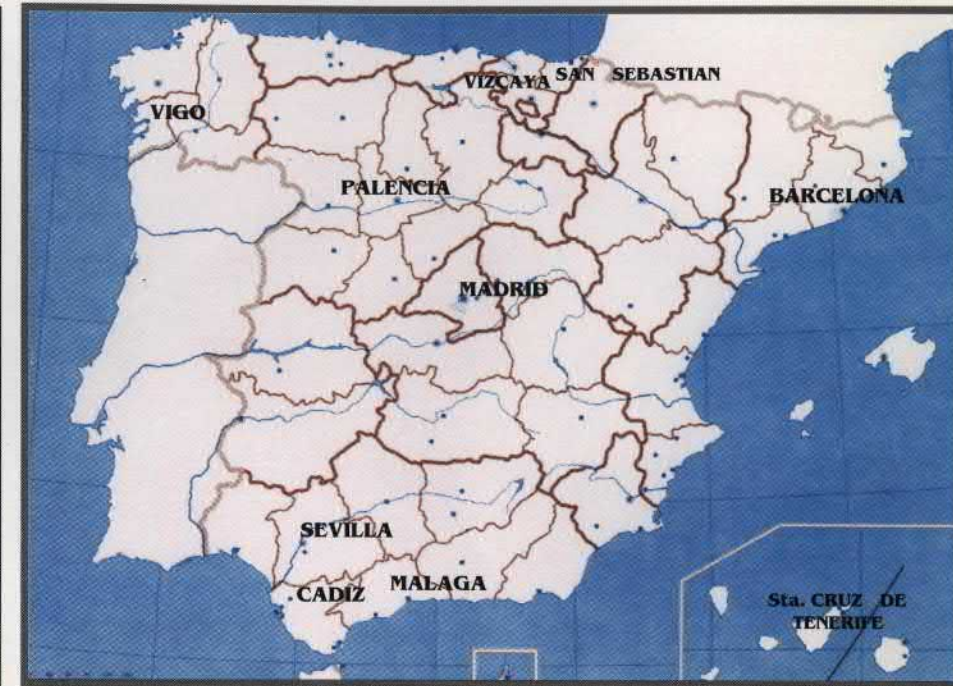 VIZCAYA SAN SEBASTIAN
VIGO
PALENCIA
BARCELONA
MADRID
SEVILLA
CADIZ
MALAGA
Sta. CRUZ DE
TENERIFE